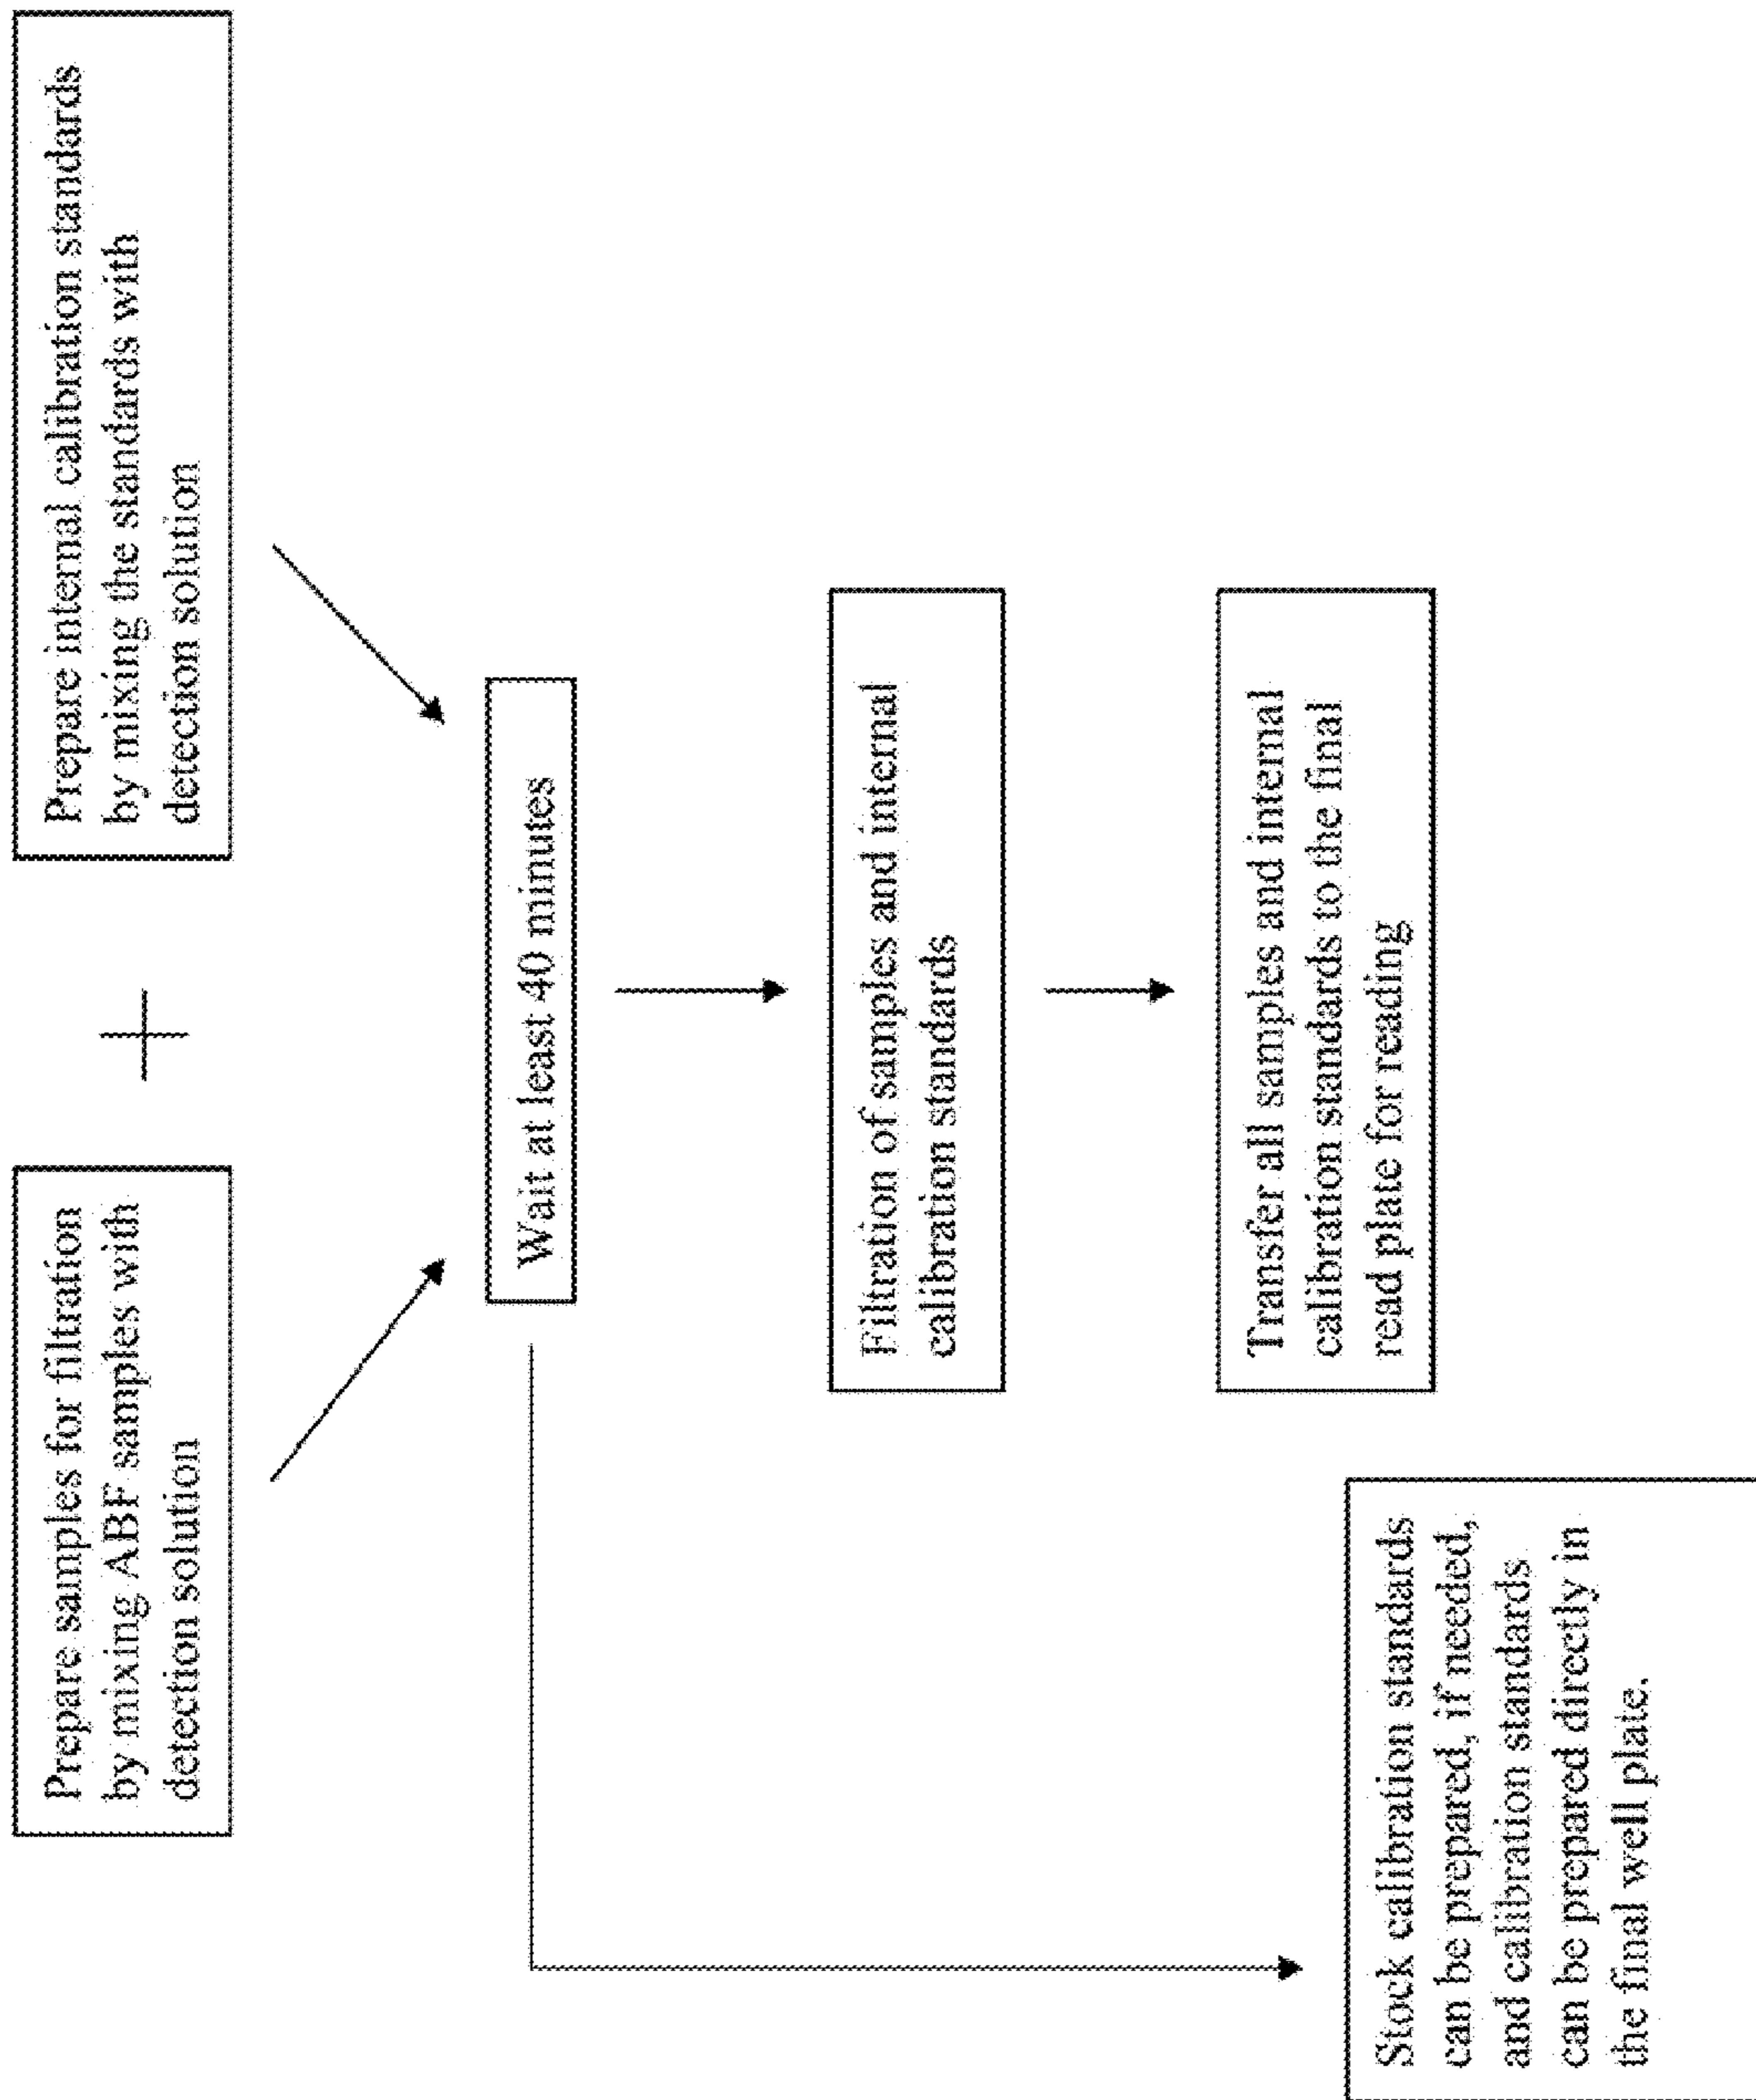 Prepare samples for filtration
by mixing ABF samples with
detection solution
+
Prepare internal calibration standards
by mixing the standards with
detection solution
Wait at least 40 minutes
Filtration of samples and internal
calibration standards
Transfer all samples and internal
calibration standards to the final
read plate for reading
Stock calibration standards
can be prepared, if needed,
and calibration standards
can be prepared directly in
the final well plate.